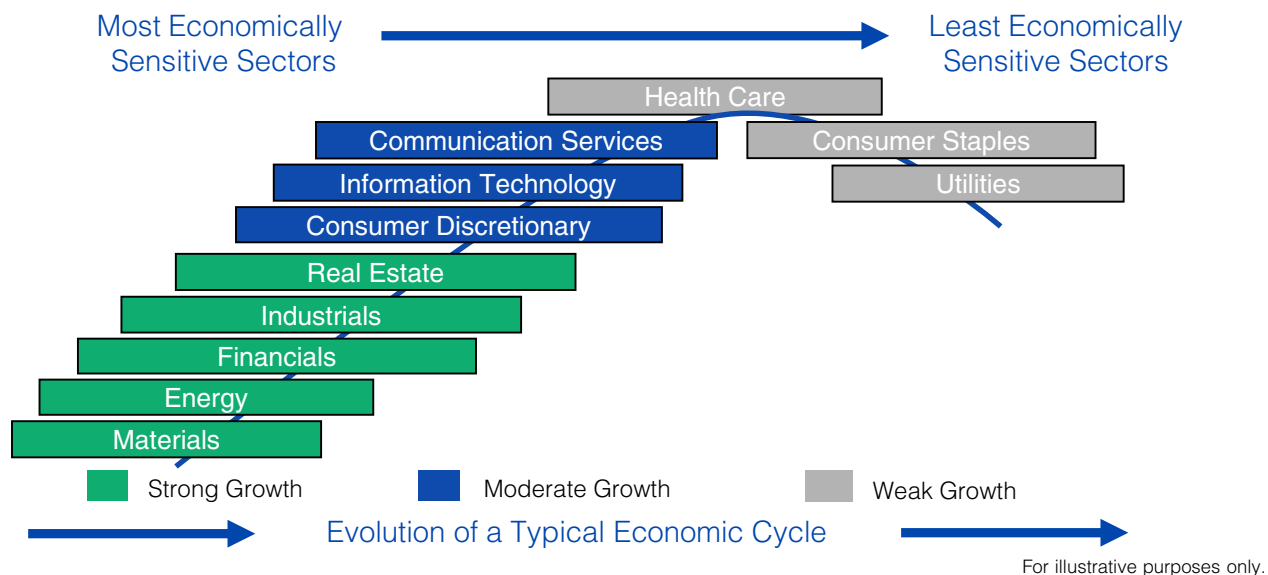 Most Economically
Sensitive Sectors
Least Economically
Sensitive Sectors
Health Care
Communication Services
Consumer Staples
Information Technology
Utilities
Consumer Discretionary
Real Estate
Industrials
Financials
Energy
Materials
Strong Growth
Moderate Growth
Weak Growth
Evolution of a Typical Economic Cycle
For illustrative purposes only.